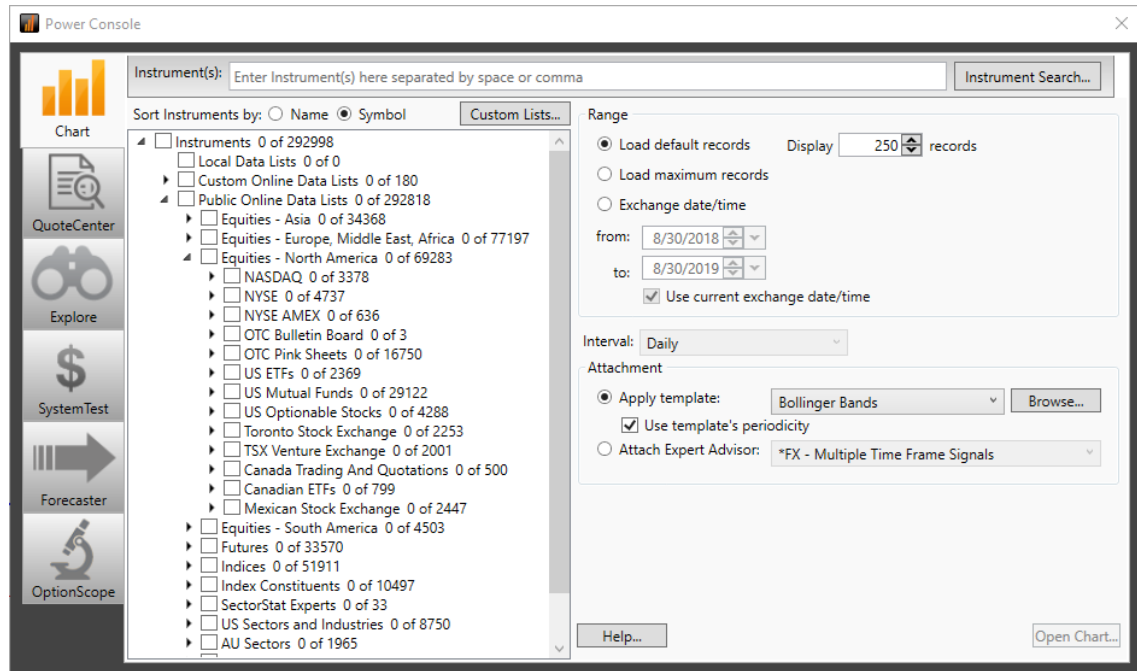 Power Console
Instrument(s): Enter Instrument(s) here separated by space or comma Instrument Search...
Chart
QuoteCenter
Explore
SystemTest
Forecaster
OptionScope
Sort Instruments by: Name Symbol Custom Lists...
Instruments 0 of 292998
Local Data Lists 0 of 0
Custom Online Data Lists 0 of 180
Public Online Data Lists 0 of 292818
Equities - Asia 0 of 34368
Equities - Europe, Middle East, Africa 0 of 77197
Equities - North America 0 of 69283
NASDAQ 0 of 3378
NYSE 0 of 4737
NYSE AMEX 0 of 636
OTC Bulletin Board 0 of 3
OTC Pink Sheets 0 of 16750
US ETFs 0 of 2369
US Mutual Funds 0 of 29122
US Optionable Stocks 0 of 4288
Toronto Stock Exchange 0 of 2253
TSX Venture Exchange 0 of 2001
Canada Trading And Quotations 0 of 500
Canadian ETFs 0 of 799
Mexican Stock Exchange 0 of 2447
Equities - South America 0 of 4503
Futures 0 of 33570
Indices 0 of 51911
Index Constituents 0 of 10497
SectorStat Experts 0 of 33
US Sectors and Industries 0 of 8750
AU Sectors 0 of 1965
Range
Load default records Display 250 records
Load maximum records
Exchange date/time
from: 8/30/2018
to: 8/30/2019
Use current exchange date/time
Interval: Daily
Attachment
Apply template: Bollinger Bands Browse...
Use template's periodicity
Attach Expert Advisor: *FX - Multiple Time Frame Signals
Help... Open Chart...